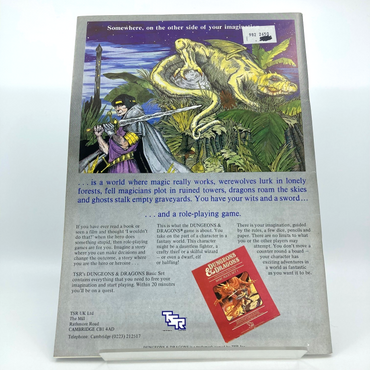 Somewhere, on the other side of your
. . . is a world where magic really works, werewolves lurk in lonely
forests, fell magicians plot in ruined towers, dragons roam the skies
and ghosts stalk empty graveyards. You have your wits and a sword . . .
. . . and a role-playing game.
If you have ever read a book or
seen a film and thought "I wouldn't
do that!" when the hero does
something stupid, then role-playing
games are for you. Imagine a story
where you can make decisions and
change the outcome, a story where
you are the hero or heroine.
TSR's DUNGEONS & DRAGONS Basic Set
contains everything that you need to free your
imagination and start playing. Within 20 minutes
you'll be on a quest.
This is what the DUNGEONS &
DRAGONS® game is about. You
take on the part of a character in a
fantasy world. This character
might be a dauntless fighter, a
crafty thief or a skilful wizard
– or even a dwarf, elf
or halfling!
There is your imagination, guided
by the rules, a few dice, pencils and
paper. There are no limits to what
you or the other players may
attempt. You don't move a
counter round a board –
your character has
exciting adventures in
a world as fantastic
as you want it to be.
DUNGEONS
& DRAGONS
TSR UK Ltd
The Mill
Rathmore Road
CAMBRIDGE CB1 4AD
Telephone: Cambridge (0223) 212517
TSR
DUNGEONS & DRAGONS